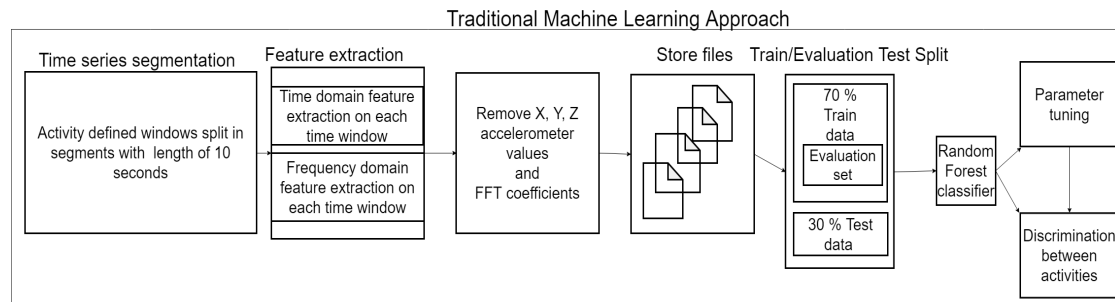 Traditional Machine Learning Approach
Time series segmentation
Activity defined windows split in
segments with length of 10
seconds
Feature extraction
Time domain feature
extraction on each
time window
Frequency domain
feature extraction on
each time window
Remove X, Y, Z
accelerometer
values
and
FFT coefficients
Store files
Train/Evaluation Test Split
70 %
Train
data
Evaluation
set
30 % Test
data
Random
Forest
classifier
Parameter
tuning
Discrimination
between
activities